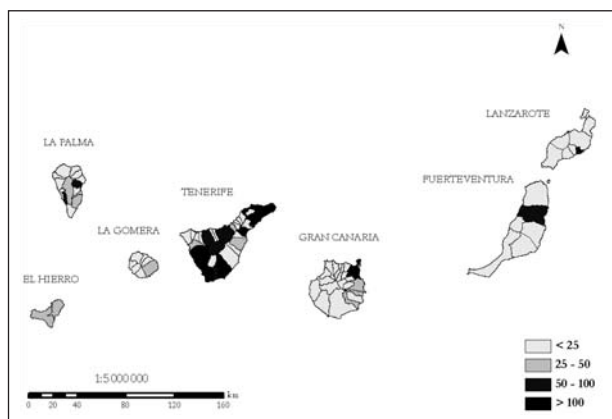 N
LANZAROTE
LA PALMA
FUERTEVENTURA
TENERIFE
LA GOMERA
GRAN CANARIA
EL HIERRO
< 25
25 - 50
50 - 100
> 100
1:5 000 000
km
0 20 40 80 120 160